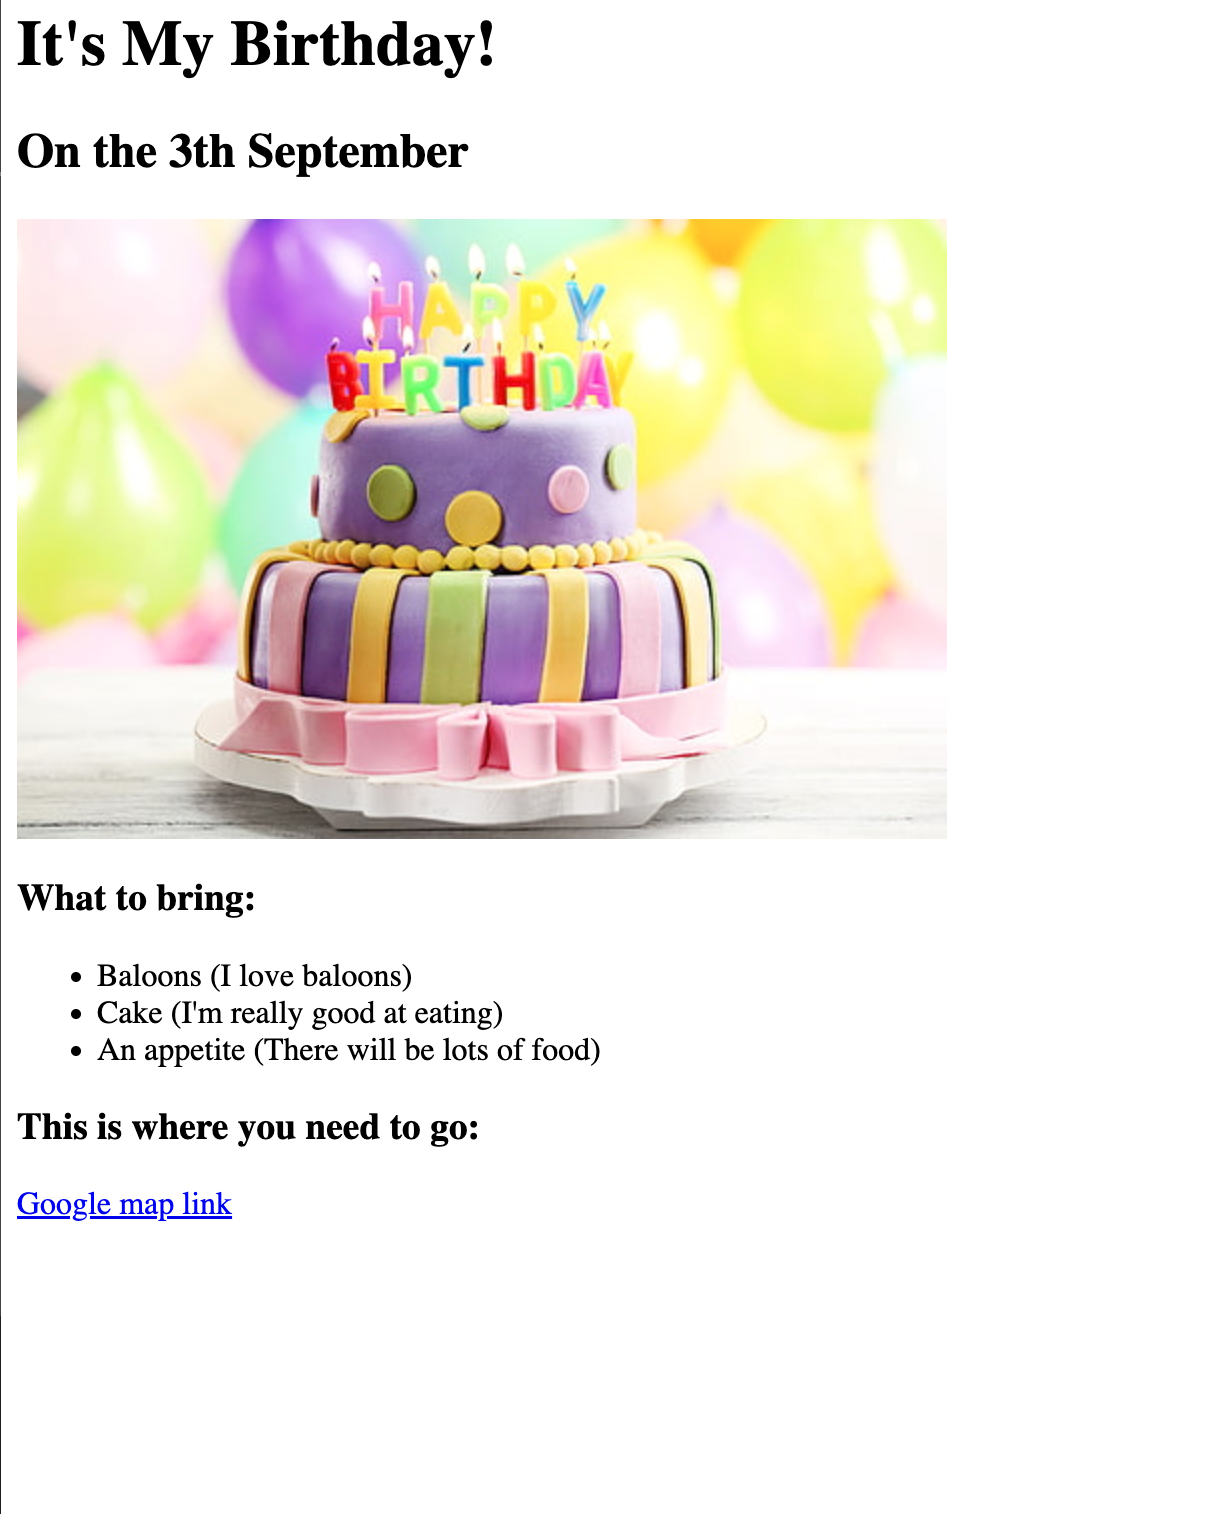 It's My Birthday!
On the 3th September
HAPPY
BIRTHDAY
What to bring:
Baloons (I love baloons)
Cake (I'm really good at eating)
An appetite (There will be lots of food)
This is where you need to go:
Google map link